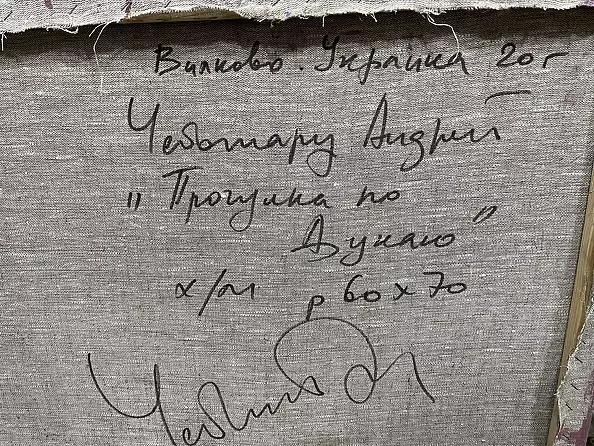 Вилково. Украина 20г
Чеботару Андрей
"Прогулка по
Дунаю"
х/м р 60х70